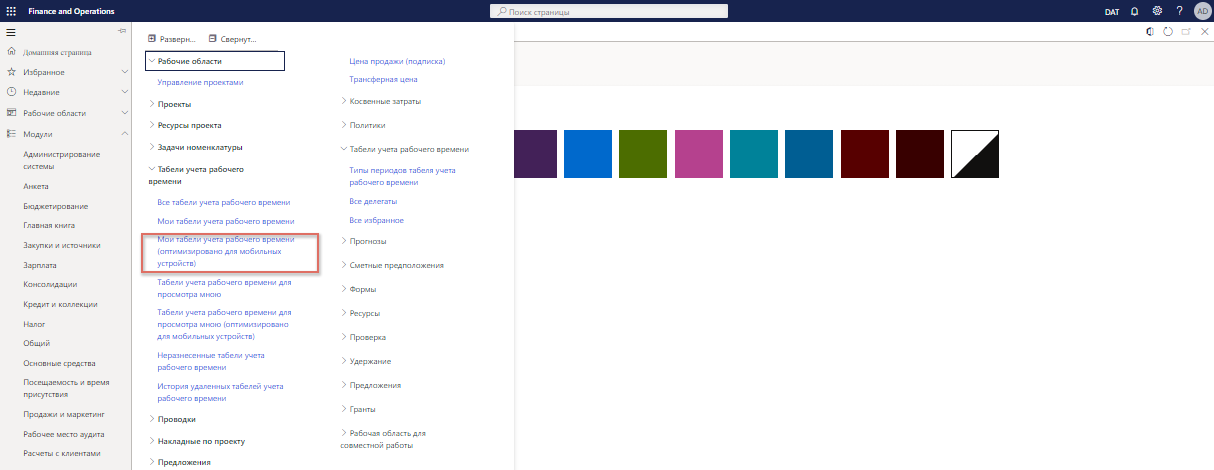 Finance and Operations
Поиск страницы
DAT
?
AD
Разверн...
Свернут...
Домашняя страница
Избранное
Недавние
Рабочие области
Модули
Администрирование
системы
Анкета
Бюджетирование
Главная книга
Закупки и источники
Зарплата
Консолидации
Кредит и коллекции
Налог
Общий
Основные средства
Посещаемость и время
присутствия
Продажи и маркетинг
Рабочее место аудита
Расчеты с клиентами
Рабочие области
Управление проектами
Проекты
Ресурсы проекта
Задачи номенклатуры
Табели учета рабочего
времени
Все табели учета рабочего времени
Мои табели учета рабочего времени
Мои табели учета рабочего времени
(оптимизировано для мобильных
устройств)
Табели учета рабочего времени для
просмотра мною
Табели учета рабочего времени для
просмотра мною (оптимизировано
для мобильных устройств)
Неразнесенные табели учета
рабочего времени
История удаленных табелей учета
рабочего времени
Проводки
Накладные по проекту
Предложения
Цена продажи (подписка)
Трансферная цена
Косвенные затраты
Политики
Табели учета рабочего времени
Типы периодов табеля учета
рабочего времени
Все делегаты
Все избранное
Прогнозы
Сметные предположения
Формы
Ресурсы
Проверка
Удержание
Предложения
Гранты
Рабочая область для
совместной работы